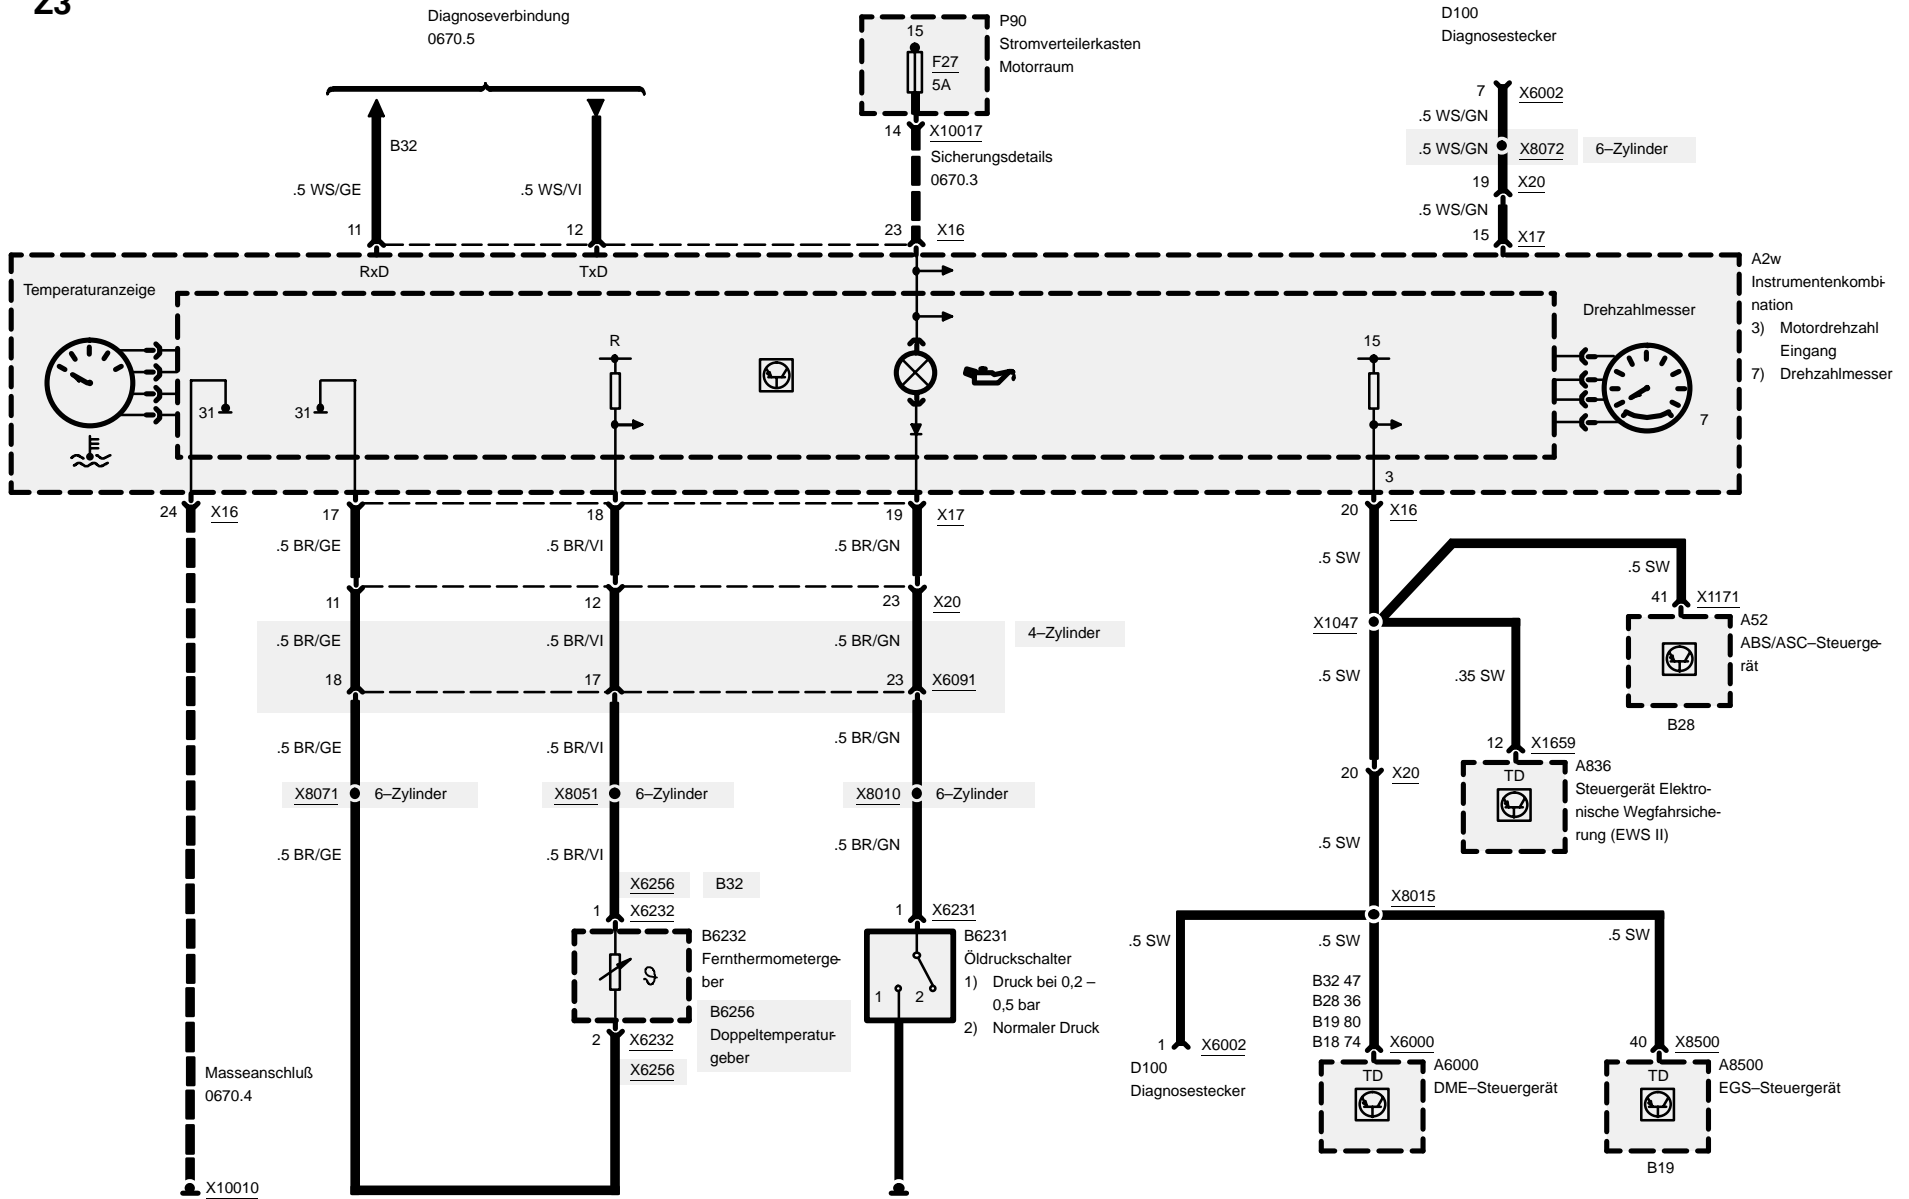 Z3
Diagnoseverbindung
0670.5
P90
Stromverteilerkasten
Motorraum
15
F27
5A
D100
Diagnosestecker
7 X6002
.5 WS/GN
.5 WS/GN X8072 6–Zylinder
19 X20
.5 WS/GN
15 X17
B32
.5 WS/GE
.5 WS/VI
14 X10017
Sicherungsdetails
0670.3
11
12
23 X16
RxD
TxD
Temperaturanzeige
Drehzahlmesser
A2w
Instrumentenkombi-
nation
3) Motordrehzahl
Eingang
7) Drehzahlmesser
R
15
31
31
7
3
24 X16
17
18
19 X17
20 X16
.5 BR/GE
.5 BR/VI
.5 BR/GN
.5 SW
.5 SW
11
12
23 X20
41 X1171
A52
ABS/ASC–Steuerge-
rät
B28
X1047
.5 BR/GE
.5 BR/VI
.5 BR/GN
4–Zylinder
18
17
23 X6091
.5 SW
.35 SW
.5 BR/GE
.5 BR/VI
.5 BR/GN
12 X1659
TD
A836
Steuergerät Elektro-
nische Wegfahrsiche-
rung (EWS II)
20 X20
X8071 6–Zylinder
X8051 6–Zylinder
X8010 6–Zylinder
.5 BR/GE
.5 BR/VI
.5 BR/GN
.5 SW
X6256 B32
1 X6232
1 X6231
X8015
B6232
Fernthermometerge-
ber
ϑ
B6256
Doppeltemperatur-
geber
2 X6232
X6256
B6231
Öldruckschalter
1) Druck bei 0,2 –
0,5 bar
2) Normaler Druck
1 2
.5 SW
.5 SW
.5 SW
B32 47
B28 36
B19 80
B18 74 X6000
1 X6002
D100
Diagnosestecker
TD
A6000
DME–Steuergerät
40 X8500
TD
A8500
EGS–Steuergerät
B19
Masseanschluß
0670.4
X10010